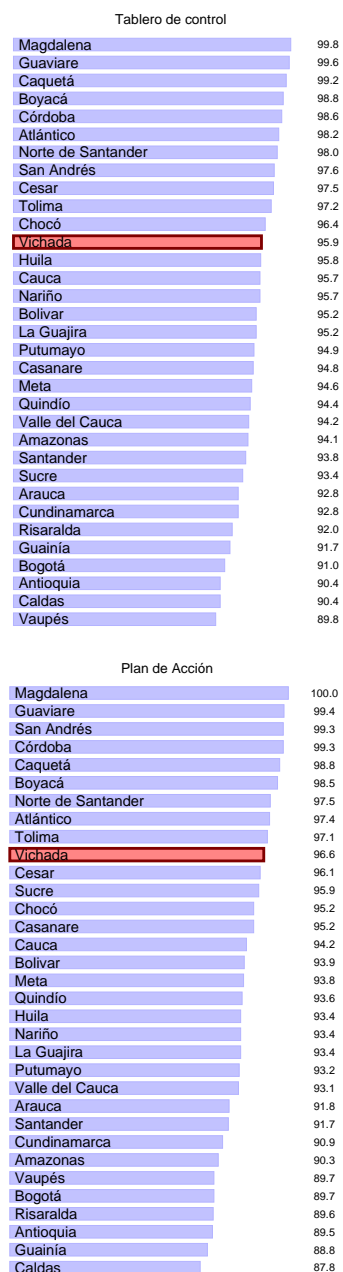 Tablero de control
Magdalena 99.8
Guaviare 99.6
Caquetá 99.2
Boyacá 98.8
Córdoba 98.6
Atlántico 98.2
Norte de Santander 98.0
San Andrés 97.6
Cesar 97.5
Tolima 97.2
Chocó 96.4
Vichada 95.9
Huila 95.8
Cauca 95.7
Nariño 95.7
Bolivar 95.2
La Guajira 95.2
Putumayo 94.9
Casanare 94.8
Meta 94.6
Quindío 94.4
Valle del Cauca 94.2
Amazonas 94.1
Santander 93.8
Sucre 93.4
Arauca 92.8
Cundinamarca 92.8
Risaralda 92.0
Guainía 91.7
Bogotá 91.0
Antioquia 90.4
Caldas 90.4
Vaupés 89.8
Plan de Acción
Magdalena 100.0
Guaviare 99.4
San Andrés 99.3
Córdoba 99.3
Caquetá 98.8
Boyacá 98.5
Norte de Santander 97.5
Atlántico 97.4
Tolima 97.1
Vichada 96.6
Cesar 96.1
Sucre 95.9
Chocó 95.2
Casanare 95.2
Cauca 94.2
Bolivar 93.9
Meta 93.8
Quindío 93.6
Huila 93.4
Nariño 93.4
La Guajira 93.4
Putumayo 93.2
Valle del Cauca 93.1
Arauca 91.8
Santander 91.7
Cundinamarca 90.9
Amazonas 90.3
Vaupés 89.7
Bogotá 89.7
Risaralda 89.6
Antioquia 89.5
Guainía 88.8
Caldas 87.8